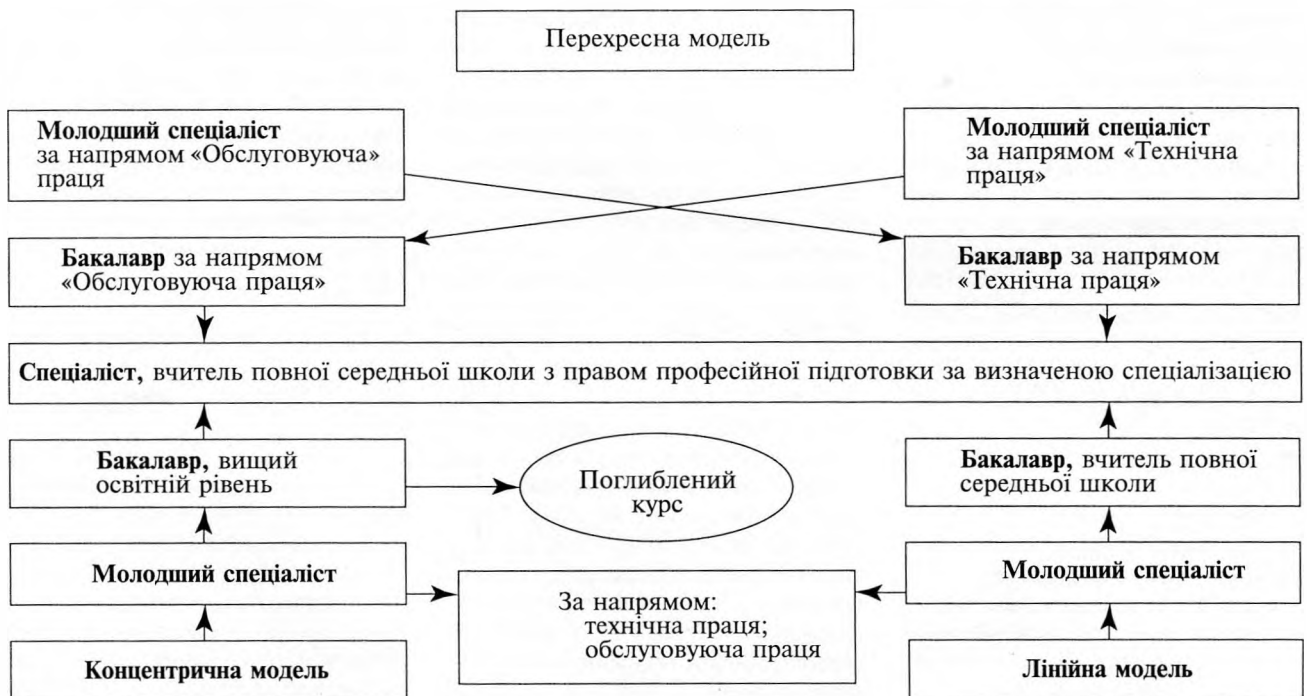 Перехресна модель
Молодший спеціаліст
за напрямом «Обслуговуюча»
праця
Молодший спеціаліст
за напрямом «Технічна
праця»
Бакалавр за напрямом
«Обслуговуюча праця»
Бакалавр за напрямом
«Технічна праця»
Спеціаліст, вчитель повної середньої школи з правом професійної підготовки за визначеною спеціалізацією
Бакалавр, вищий
освітній рівень
Поглиблений
курс
Бакалавр, вчитель повної
середньої школи
Молодший спеціаліст
За напрямом:
технічна праця;
обслуговуюча праця
Молодший спеціаліст
Концентрична модель
Лінійна модель